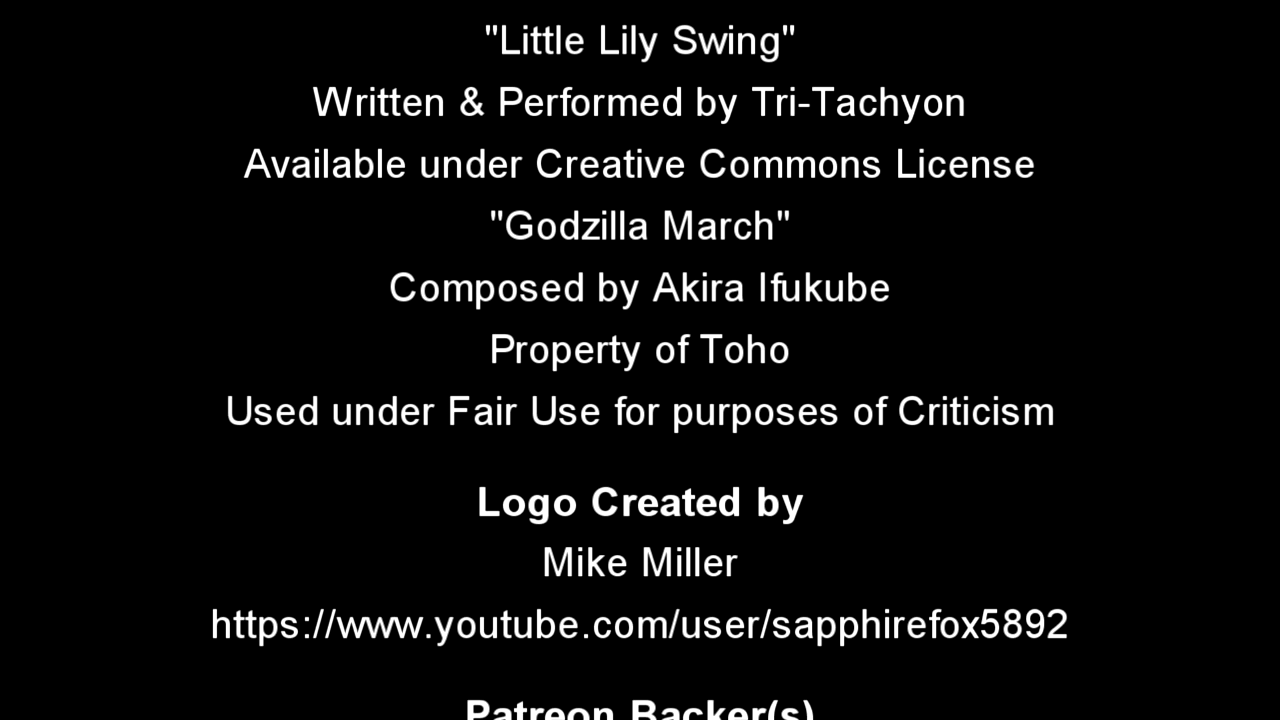 "Little Lily Swing"
Written & Performed by Tri-Tachyon
Available under Creative Commons License
"Godzilla March"
Composed by Akira Ifukube
Property of Toho
Used under Fair Use for purposes of Criticism
Logo Created by
Mike Miller
https://www.youtube.com/user/sapphirefox5892
Patreon Backer(s)